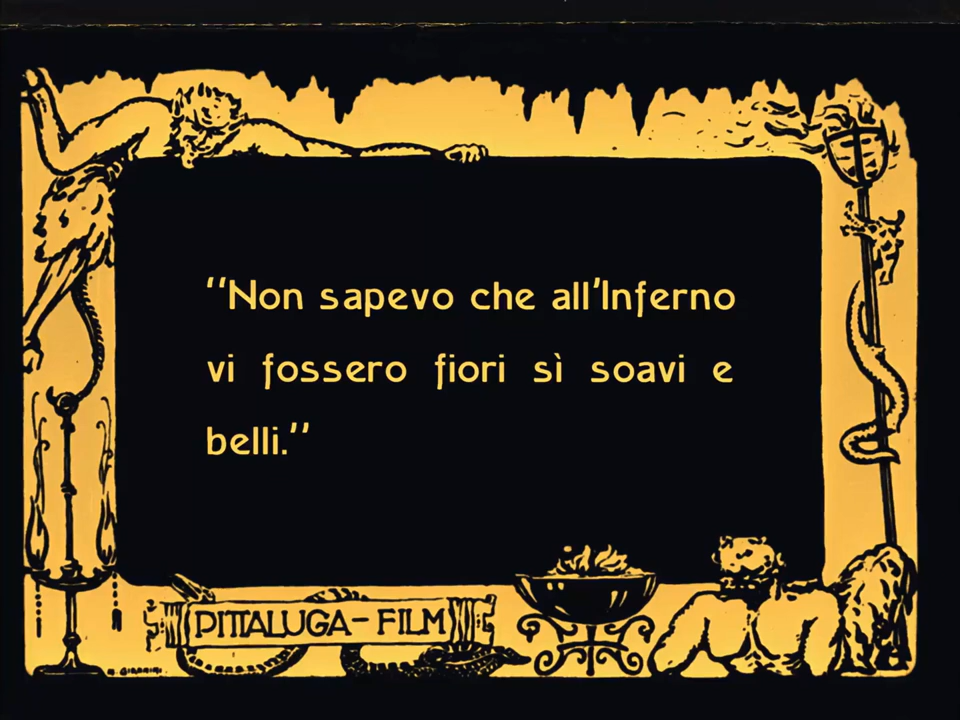 "Non sapevo che all'Inferno
vi fossero fiori sì soavi e
belli."
PITTALUGA-FILM